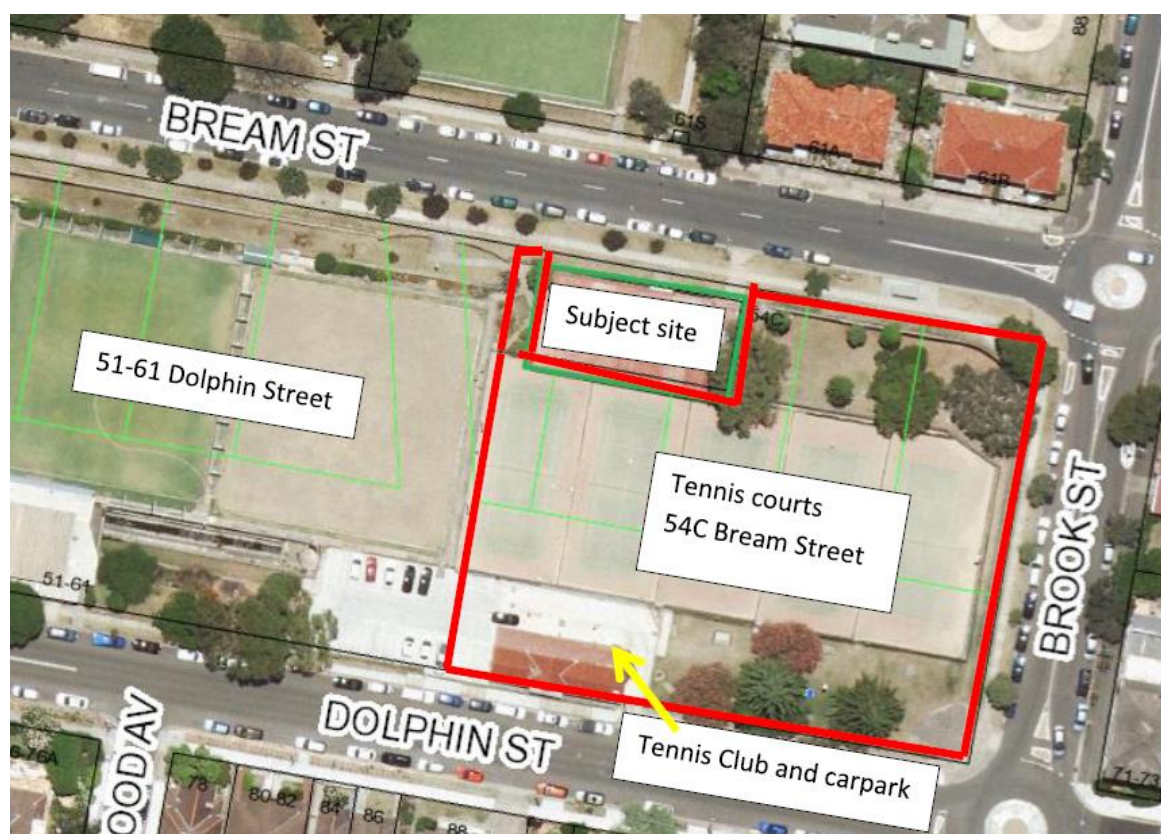 88
BREAM ST
61S
61A
61B
54C
Subject site
51-61 Dolphin Street
Tennis courts
54C Bream Street
BROOK ST
51-61
DOLPHIN ST
Tennis Club and carpark
OOD AV
78
80-82
84
86
88
71-73